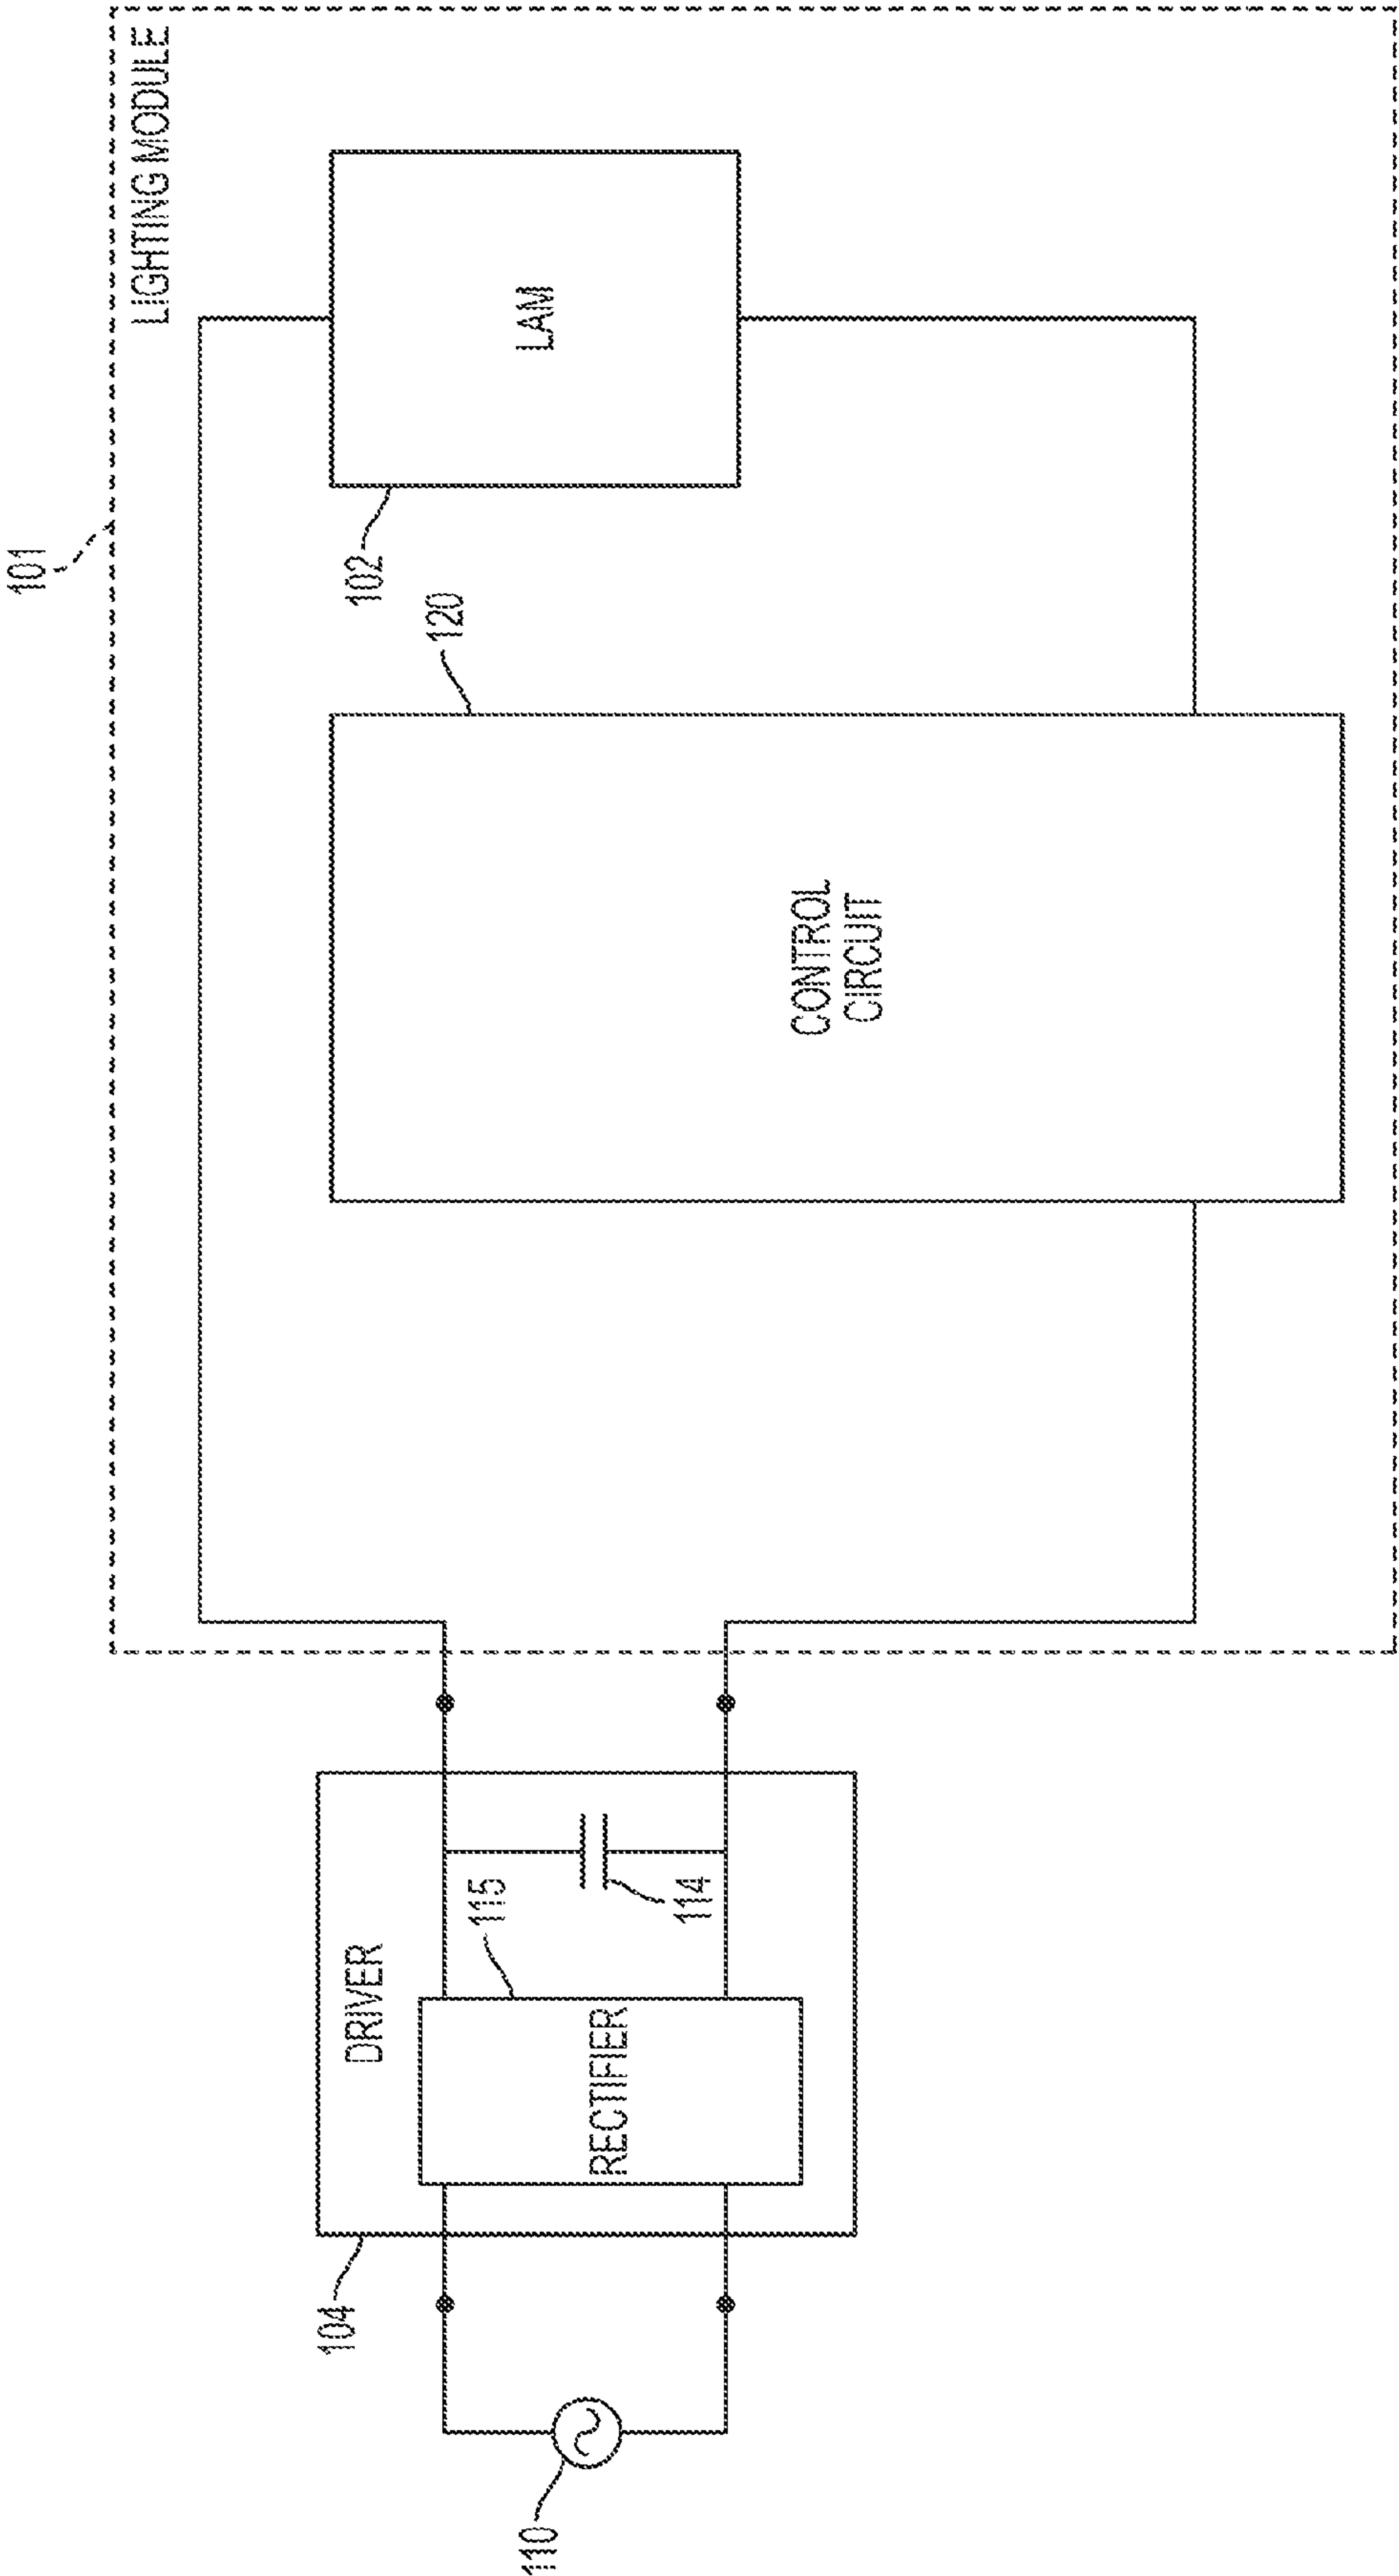 101
LIGHTING MODULE
LAM
102
120
CONTROL
CIRCUIT
DRIVER
115
114
RECTIFIER
104
110